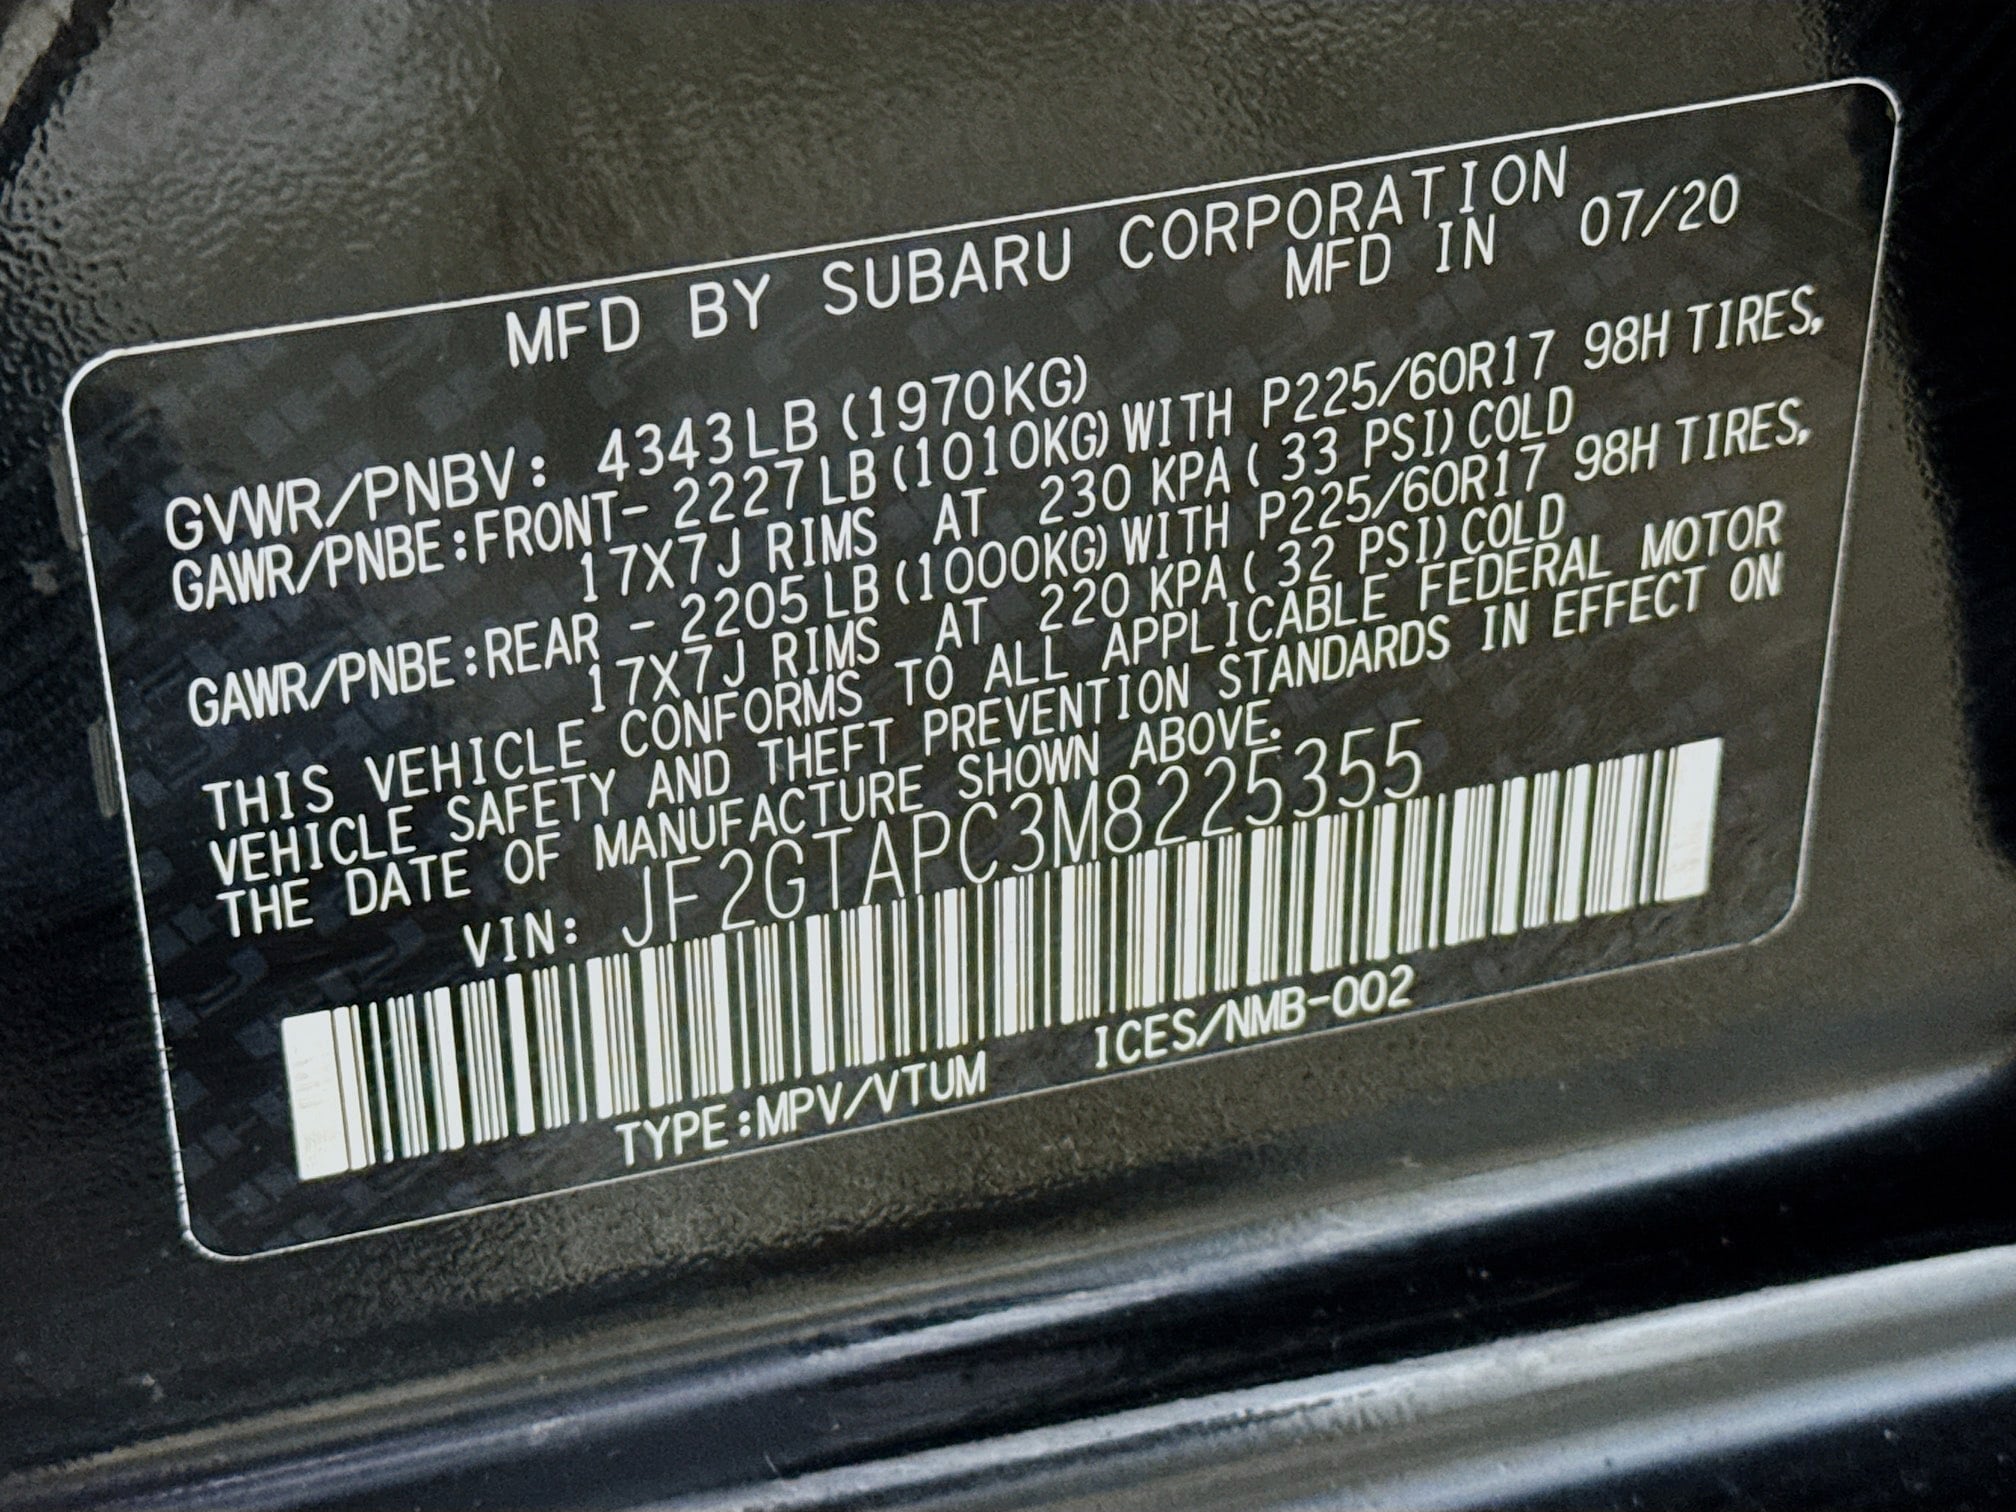 MFD BY SUBARU CORPORATION
MFD IN 07/20
GVWR/PNBV: 4343LB (1970KG)
GAWR/PNBE:FRONT- 2227LB (1010KG) WITH P225/60R17 98H TIRES,
17X7J RIMS AT 230 KPA ( 33 PSI) COLD
GAWR/PNBE:REAR - 2205LB (1000KG) WITH P225/60R17 98H TIRES,
17X7J RIMS AT 220 KPA ( 32 PSI) COLD
THIS VEHICLE CONFORMS TO ALL APPLICABLE FEDERAL MOTOR
VEHICLE SAFETY AND THEFT PREVENTION STANDARDS IN EFFECT ON
THE DATE OF MANUFACTURE SHOWN ABOVE.
VIN: JF2GTAPC3M8225355
TYPE:MPV/VTUM ICES/NMB-002